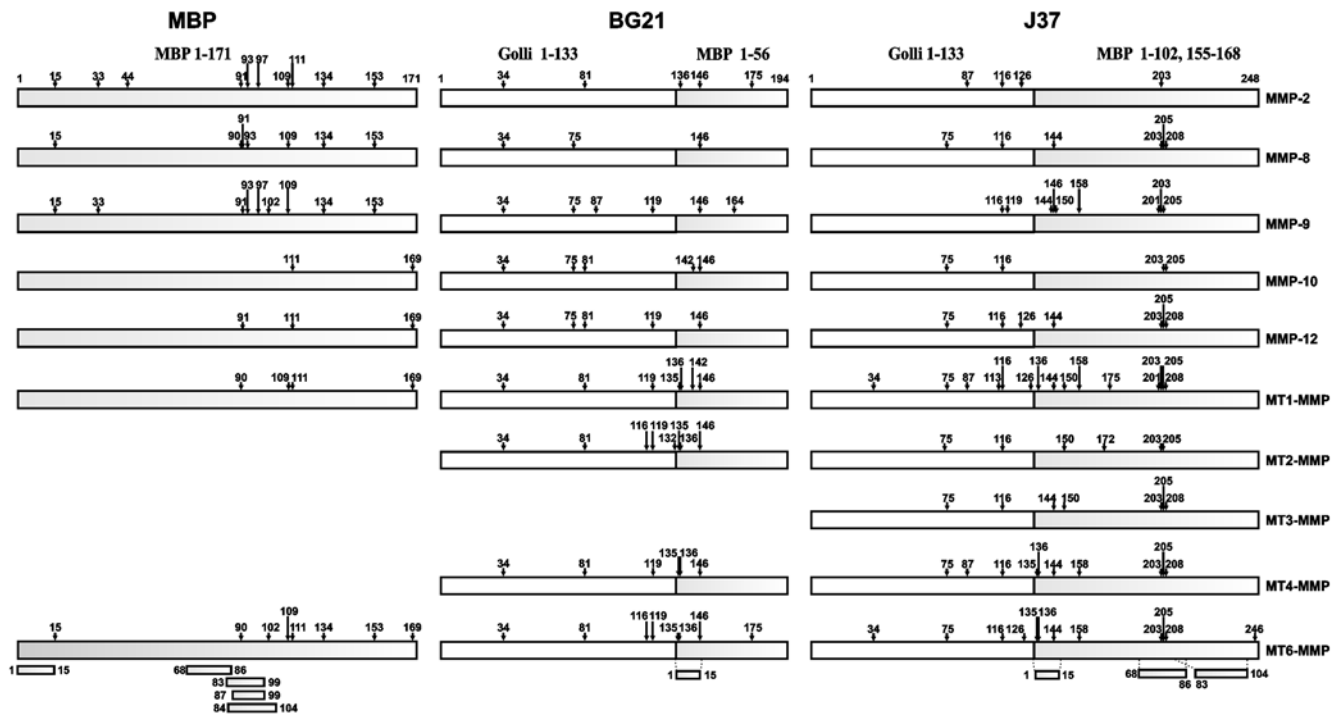 MBP BG21 J37
MBP 1-171 Golli 1-133 MBP 1-56 Golli 1-133 MBP 1-102, 155-168
93 97 111
1 15 33 44 91 109 134 153 171 1 34 81 136 146 175 194 1 87 116 126 203 248
MMP-2
91 205
15 90 93 109 134 153 34 75 146 75 116 144 203 208
MMP-8
93 97 109 146 158 203
15 33 91 102 134 153 34 75 87 119 146 164 116 119 144 150 201 205
MMP-9
111 169 34 75 81 142 146 75 116 203 205
MMP-10
205
91 111 169 34 75 81 119 146 75 116 126 144 203 208
MMP-12
136 142 116 136 158 203 205
90 109 111 169 34 81 119 135 146 34 75 87 113 126 144 150 175 201 208
MT1-MMP
116 119 135 146
34 81 132 136 75 116 150 172 203 205
MT2-MMP
205
75 116 144 150 203 208
MT3-MMP
135 136 136 205
34 81 119 146 75 87 116 135 144 158 203 208
MT4-MMP
109 116 119 146 135 136 205
15 90 102 111 134 153 169 34 81 135 136 175 34 75 116 126 144 158 203 208 246
MT6-MMP
1 15 68 86 1 15 1 15 68 86 83 104
83 99
87 99
84 104